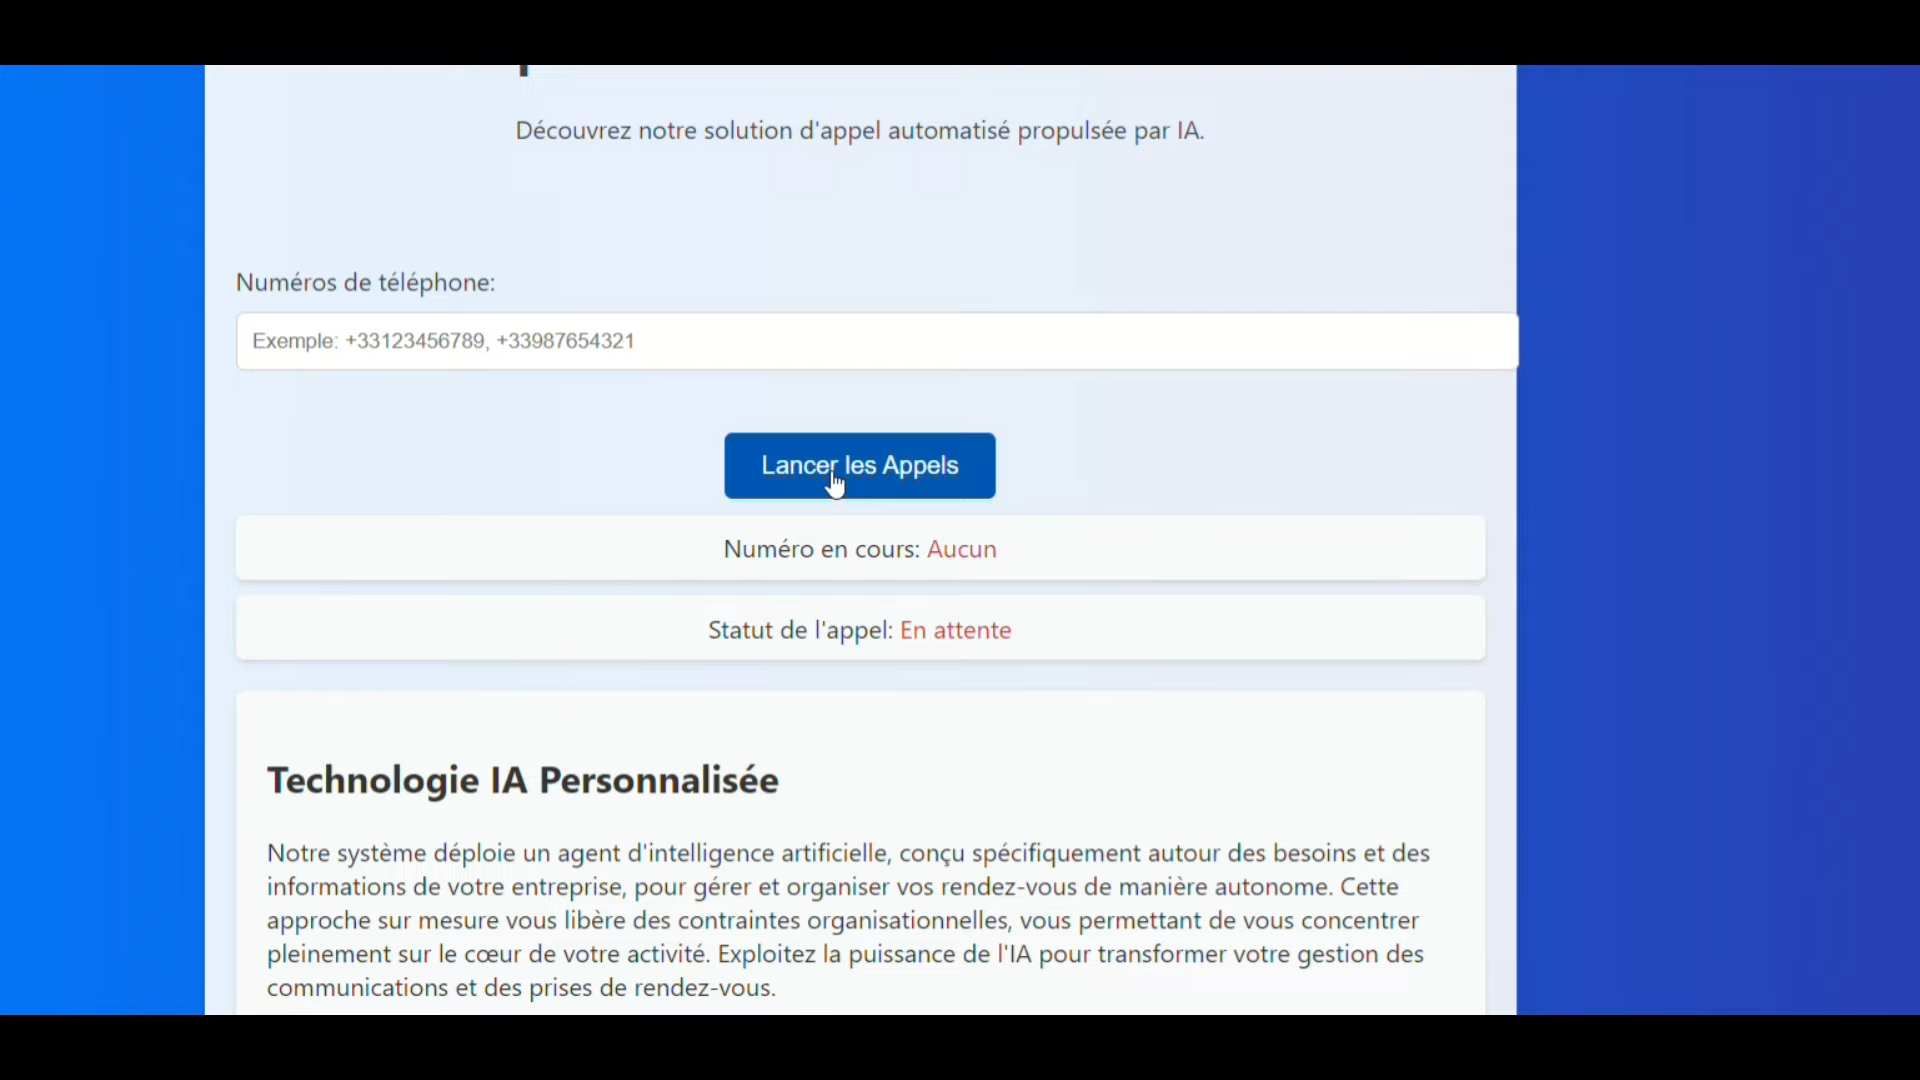 Découvrez notre solution d'appel automatisé propulsée par IA.
Numéros de téléphone:
Exemple: +33123456789, +33987654321
Lancer les Appels
Numéro en cours: Aucun
Statut de l'appel: En attente
Technologie IA Personnalisée
Notre système déploie un agent d'intelligence artificielle, conçu spécifiquement autour des besoins et des
informations de votre entreprise, pour gérer et organiser vos rendez-vous de manière autonome. Cette
approche sur mesure vous libère des contraintes organisationnelles, vous permettant de vous concentrer
pleinement sur le cœur de votre activité. Exploitez la puissance de l'IA pour transformer votre gestion des
communications et des prises de rendez-vous.